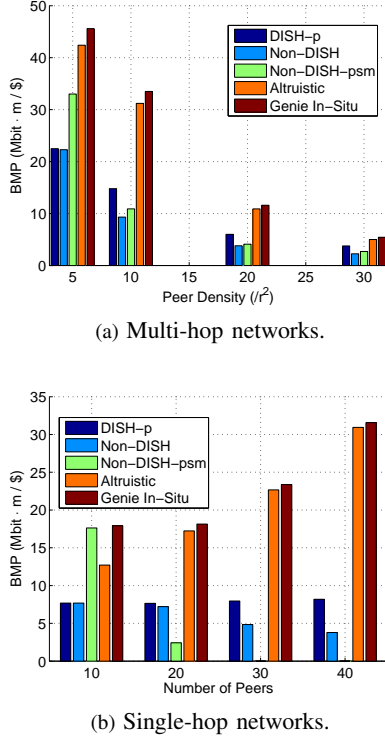 50
40
30
20
10
0
BMP (Mbit · m / $)
DISH−p
Non−DISH
Non−DISH−psm
Altruistic
Genie In−Situ
5 10 15 20 25 30
Peer Density (/r²)
(a) Multi-hop networks.
35
30
25
20
15
10
5
0
BMP (Mbit · m / $)
DISH−p
Non−DISH
Non−DISH−psm
Altruistic
Genie In−Situ
10 20 30 40
Number of Peers
(b) Single-hop networks.